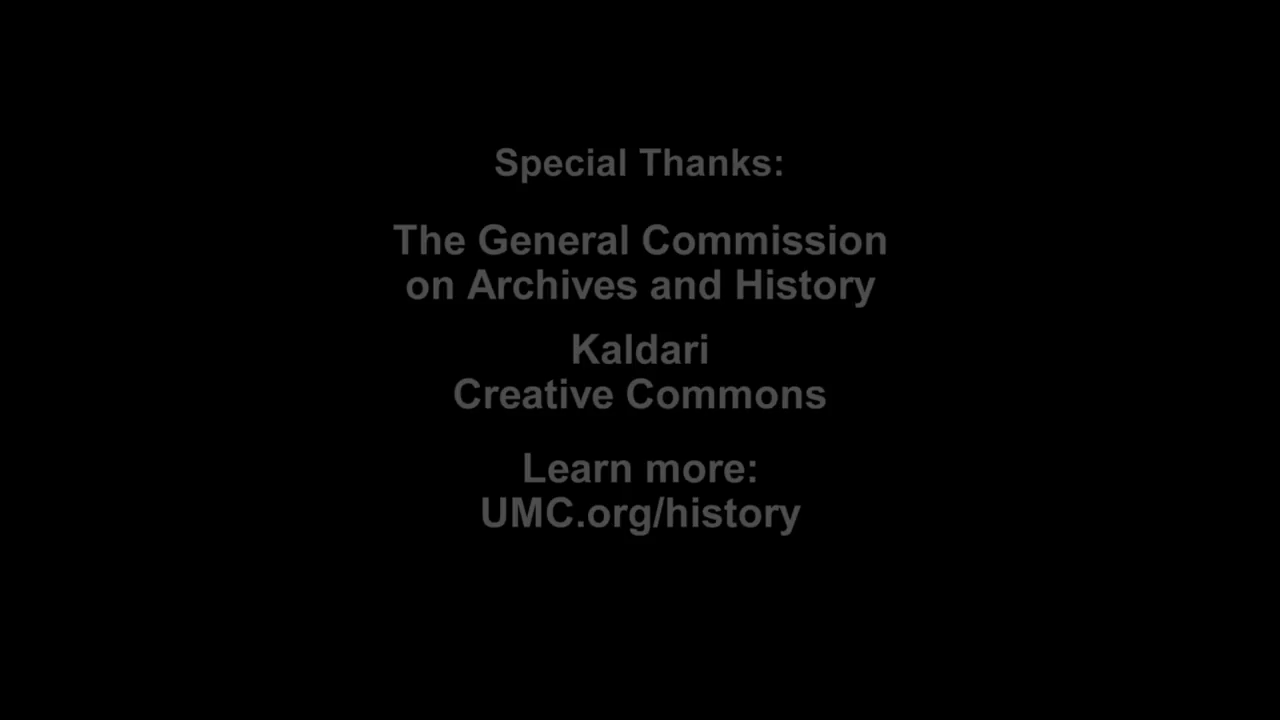 Special Thanks:
The General Commission
on Archives and History
Kaldari
Creative Commons
Learn more:
UMC.org/history